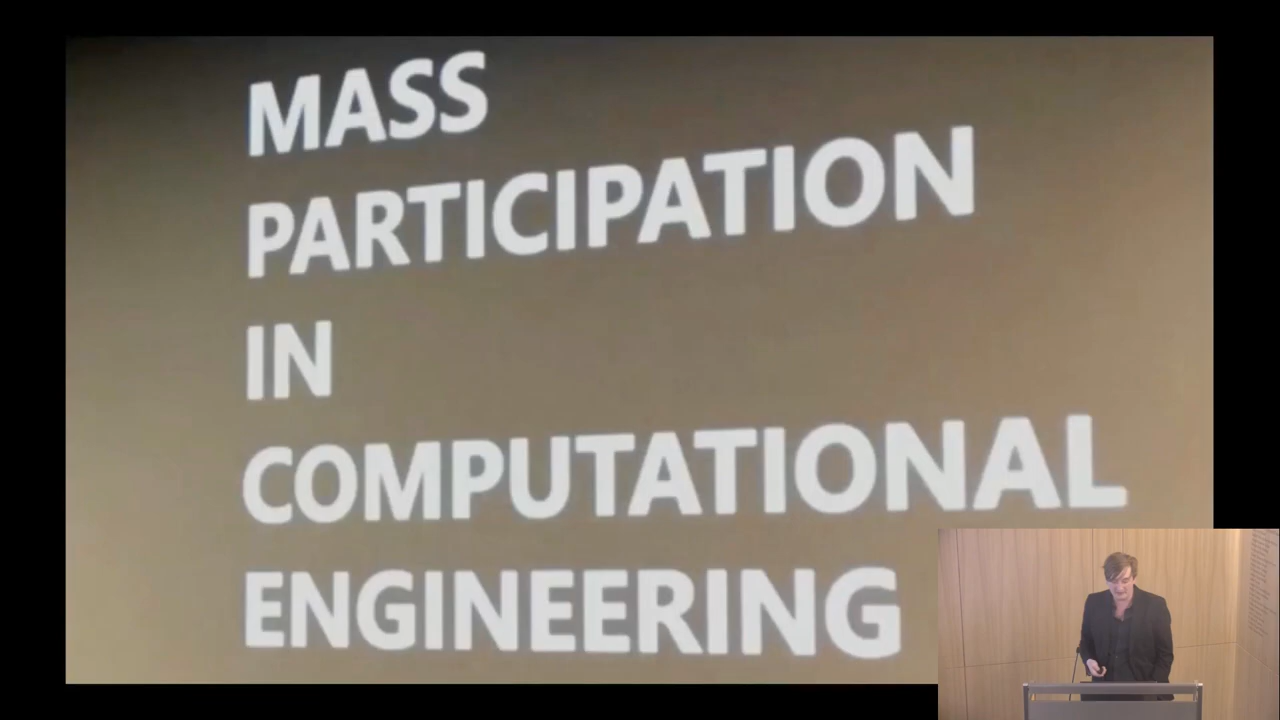 MASS
PARTICIPATION
IN
COMPUTATIONAL
ENGINEERING